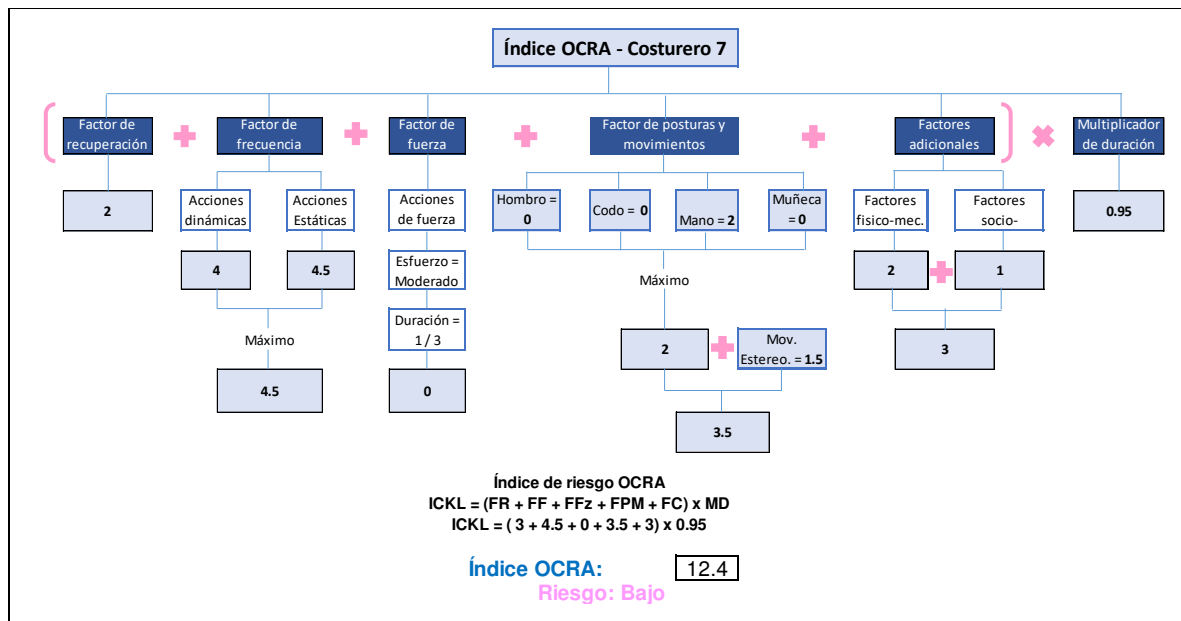 Índice OCRA - Costurero 7
Factor de
recuperación
Factor de
frecuencia
Factor de
fuerza
Factor de posturas y
movimientos
Factores
adicionales
Multiplicador
de duración
2
Acciones
dinámicas
Acciones
Estáticas
Acciones
de fuerza
Hombro =
0
Codo = 0
Mano = 2
Muñeca
= 0
Factores
fisico-mec.
Factores
socio-
0.95
4
4.5
Esfuerzo =
Moderado
Máximo
2
1
Duración =
1 / 3
Máximo
2
Mov.
Estereo. = 1.5
3
4.5
0
3.5
Índice de riesgo OCRA
ICKL = (FR + FF + FFz + FPM + FC) x MD
ICKL = ( 3 + 4.5 + 0 + 3.5 + 3) x 0.95
Índice OCRA: 12.4
Riesgo: Bajo